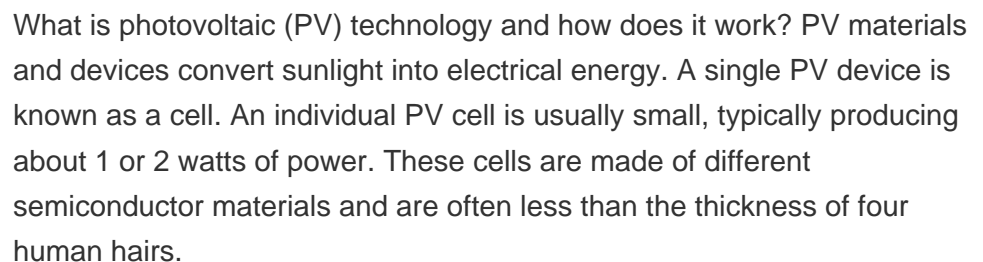 What is photovoltaic (PV) technology and how does it work? PV materials
and devices convert sunlight into electrical energy. A single PV device is
known as a cell. An individual PV cell is usually small, typically producing
about 1 or 2 watts of power. These cells are made of different
semiconductor materials and are often less than the thickness of four
human hairs.